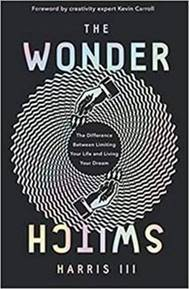 Foreword by creativity expert Kevin Carroll
THE
WONDER
The Difference
Between Limiting
Your Life and Living
Your Dream
SWITCH
HARRIS III